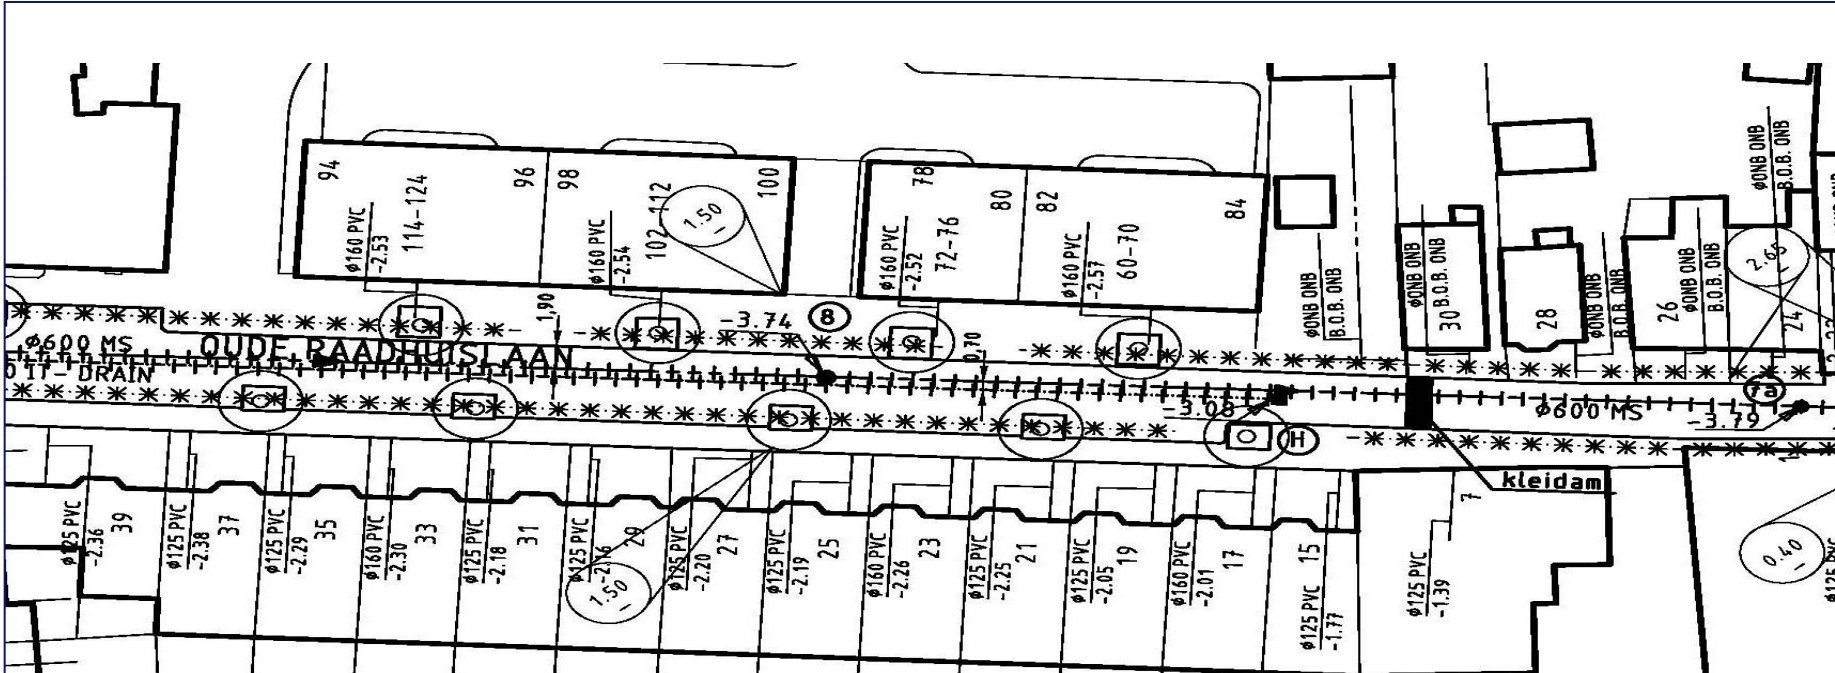 94
96
98
100
78
80
82
84
114-124
102-112
72-76
60-70
ø160 PVC
-2.53
ø160 PVC
-2.54
ø160 PVC
-2.52
ø160 PVC
-2.57
1.50
øONB ONB
B.O.B. ONB
øONB ONB
B.O.B. ONB
øONB ONB
B.O.B. ONB
øONB ONB
B.O.B. ONB
øONB ONB
B.O.B. ONB
30
28
26
24
1,90
0,70
-3.74
8
ø600 MS
OUDE RAADHUISLAAN
DRAIN
-3.08
H
ø600 MS
7a
-3.79
kleidam
ø125 PVC
-2.36
39
ø125 PVC
-2.38
37
ø125 PVC
-2.29
35
ø160 PVC
-2.30
33
ø125 PVC
-2.18
31
ø125 PVC
-2.16
29
1.50
ø125 PVC
-2.20
27
ø125 PVC
-2.19
25
ø160 PVC
-2.26
23
ø125 PVC
-2.25
21
ø125 PVC
-2.05
19
ø160 PVC
-2.01
17
ø125 PVC
-1.77
15
ø125 PVC
-1.39
7
0.40